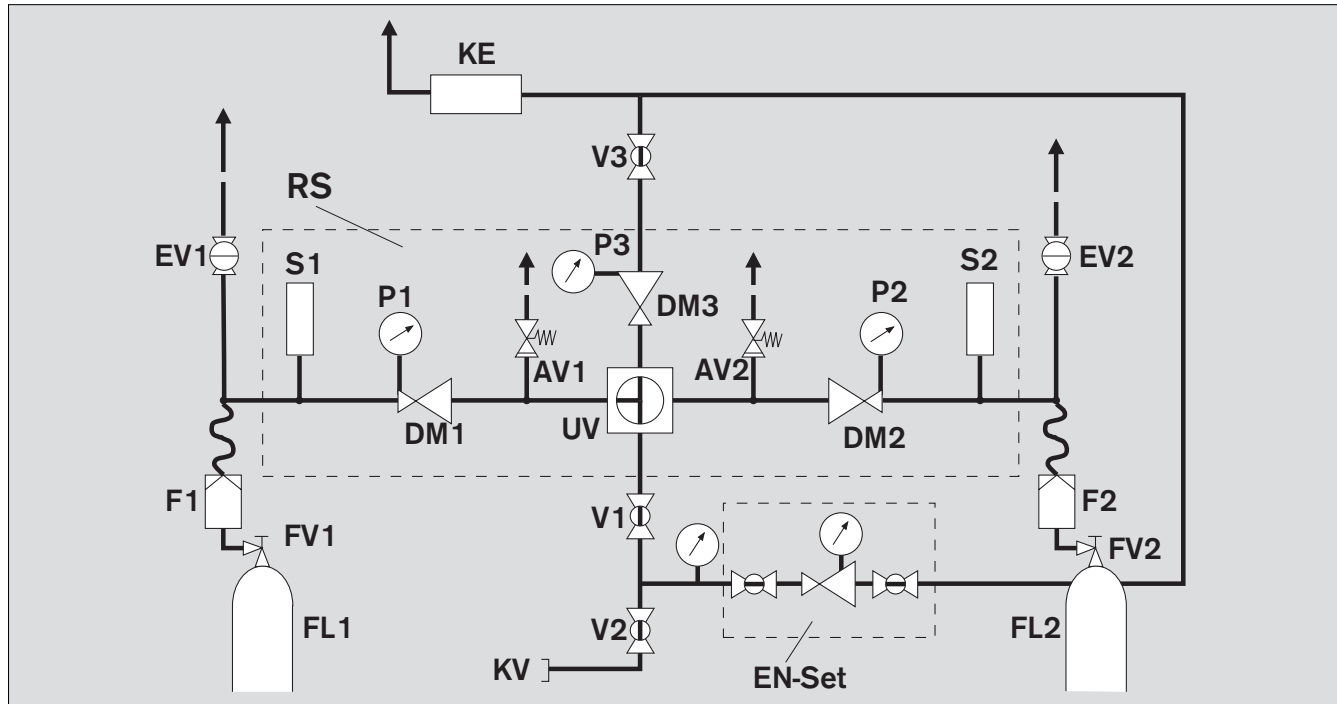 KE
V3
RS
EV1
S1
P3
S2
EV2
P1
P2
DM3
AV1
AV2
DM1
UV
DM2
F1
V1
F2
FV1
FV2
FL1
V2
FL2
KV
EN-Set